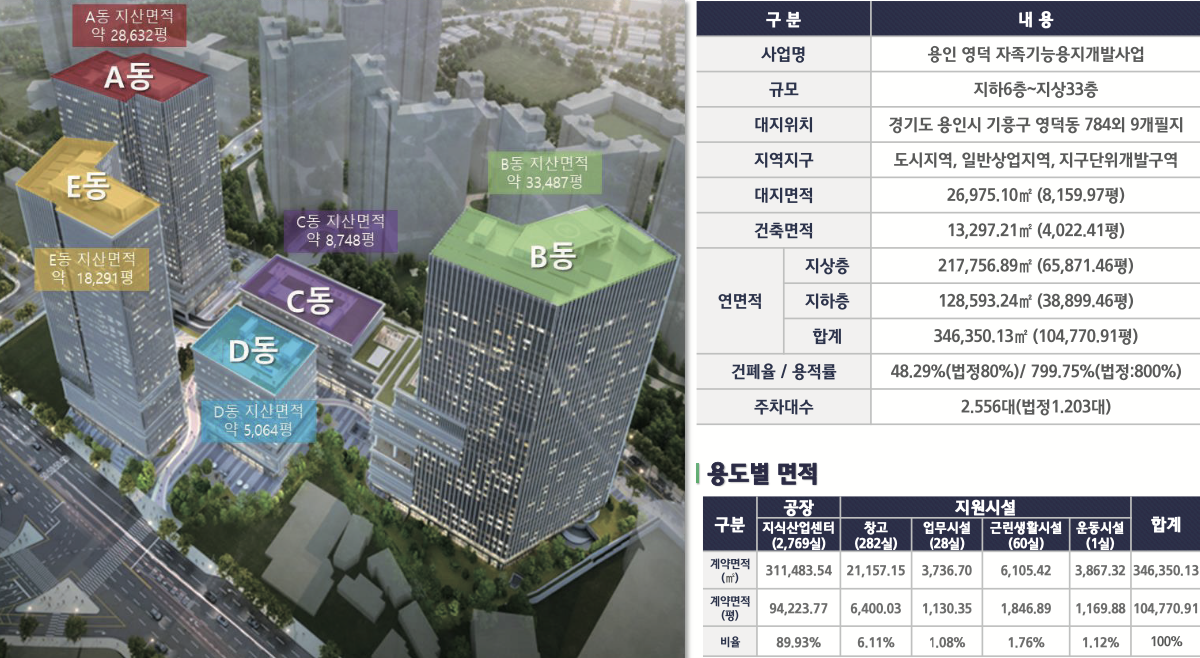 A동 지산면적
약 28,632평
A동
E동
B동 지산면적
약 33,487평
C동 지산면적
약 8,748평
B동
E동 지산면적
약 18,291평
C동
D동
D동 지산면적
약 5,064평
구 분 내 용
사업명 용인 영덕 자족기능용지개발사업
규모 지하6층~지상33층
대지위치 경기도 용인시 기흥구 영덕동 784외 9개필지
지역지구 도시지역, 일반상업지역, 지구단위개발구역
대지면적 26,975.10㎡ (8,159.97평)
건축면적 13,297.21㎡ (4,022.41평)
연면적 지상층 217,756.89㎡ (65,871.46평)
지하층 128,593.24㎡ (38,899.46평)
합계 346,350.13㎡ (104,770.91평)
건폐율 / 용적률 48.29%(법정80%)/ 799.75%(법정:800%)
주차대수 2.556대(법정1.203대)
용도별 면적
구분 공장 지원시설 합계
지식산업센터 창고 업무시설 근린생활시설 운동시설
(2,769실) (282실) (28실) (60실) (1실)
계약면적
(㎡) 311,483.54 21,157.15 3,736.70 6,105.42 3,867.32 346,350.13
계약면적
(평) 94,223.77 6,400.03 1,130.35 1,846.89 1,169.88 104,770.91
비율 89.93% 6.11% 1.08% 1.76% 1.12% 100%